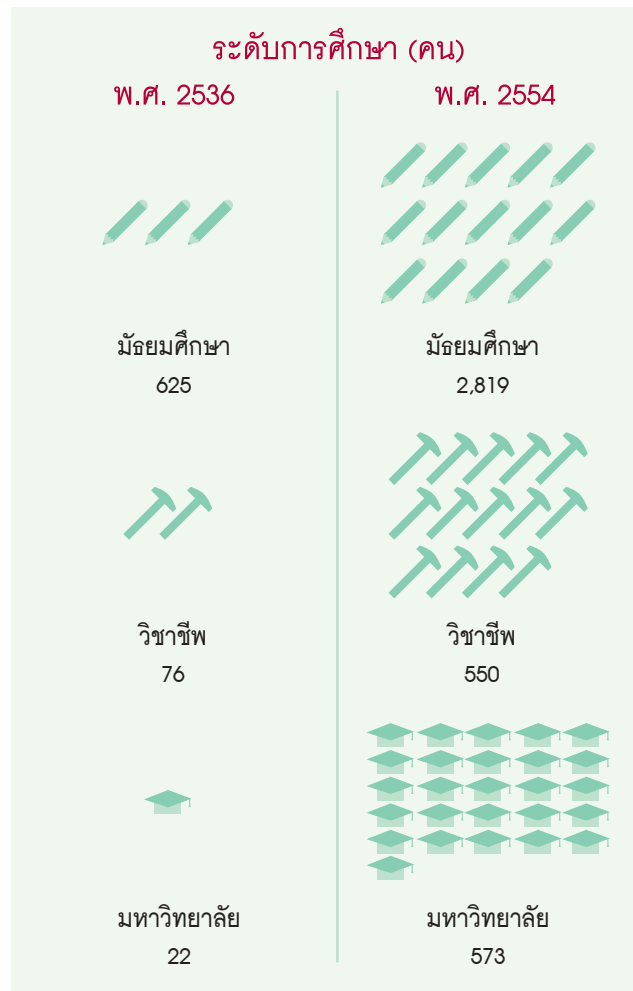 ระดับการศึกษา (คน)
พ.ศ. 2536
มัธยมศึกษา
625
วิชาชีพ
76
มหาวิทยาลัย
22
พ.ศ. 2554
มัธยมศึกษา
2,819
วิชาชีพ
550
มหาวิทยาลัย
573